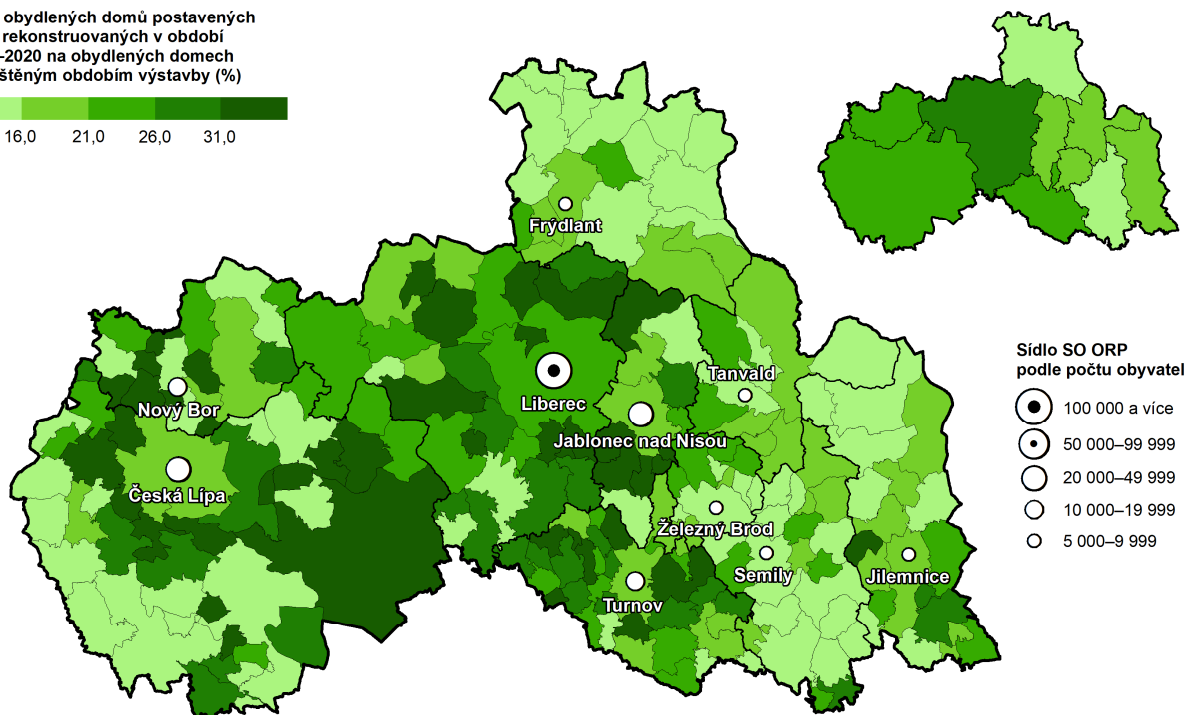 obydlených domů postavených
rekonstruovaných v období
–2020 na obydlených domech
štěným obdobím výstavby (%)
16,0 21,0 26,0 31,0
Frýdlant
Sídlo SO ORP
podle počtu obyvatel
100 000 a více
50 000–99 999
20 000–49 999
10 000–19 999
5 000–9 999
Tanvald
Liberec
Nový Bor
Jablonec nad Nisou
Česká Lípa
Železný Brod
Semily
Jilemnice
Turnov